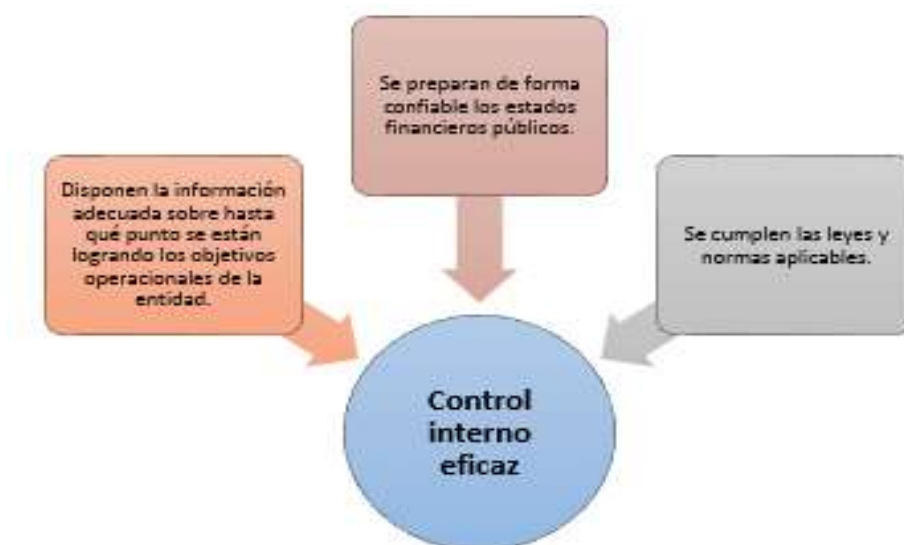 Se preparan de forma
confiable los estados
financieros públicos.
Disponen la información
adecuada sobre hasta
qué punto se están
logrando los objetivos
operacionales de la
entidad.
Se cumplen las leyes y
normas aplicables.
Control
interno
eficaz